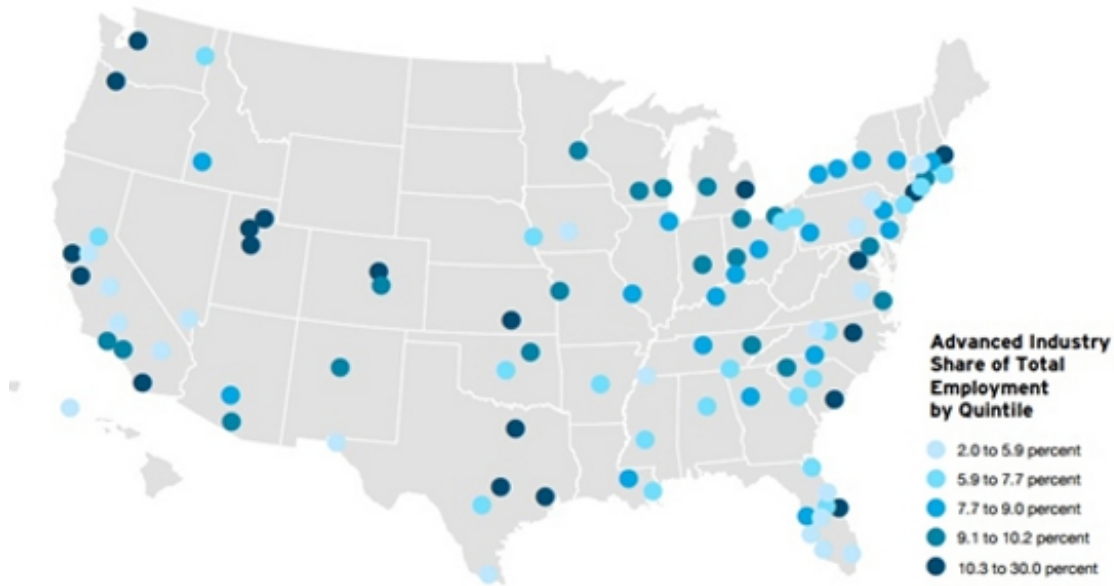 Advanced Industry
Share of Total
Employment
by Quintile
2.0 to 5.9 percent
5.9 to 7.7 percent
7.7 to 9.0 percent
9.1 to 10.2 percent
10.3 to 30.0 percent